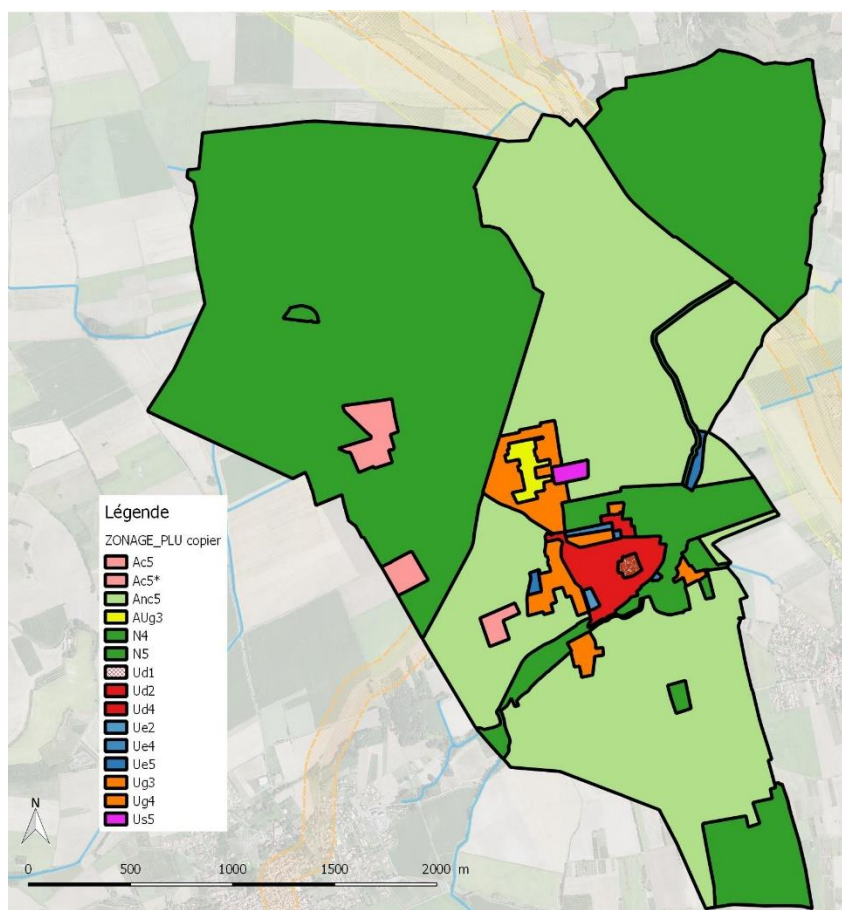 Légende
ZONAGE_PLU copier
Ac5
Ac5*
Anc5
AUg3
N4
N5
Ud1
Ud2
Ud4
Ue2
Ue4
Ue5
Ug3
Ug4
Us5
N
0 500 1000 1500 2000 m